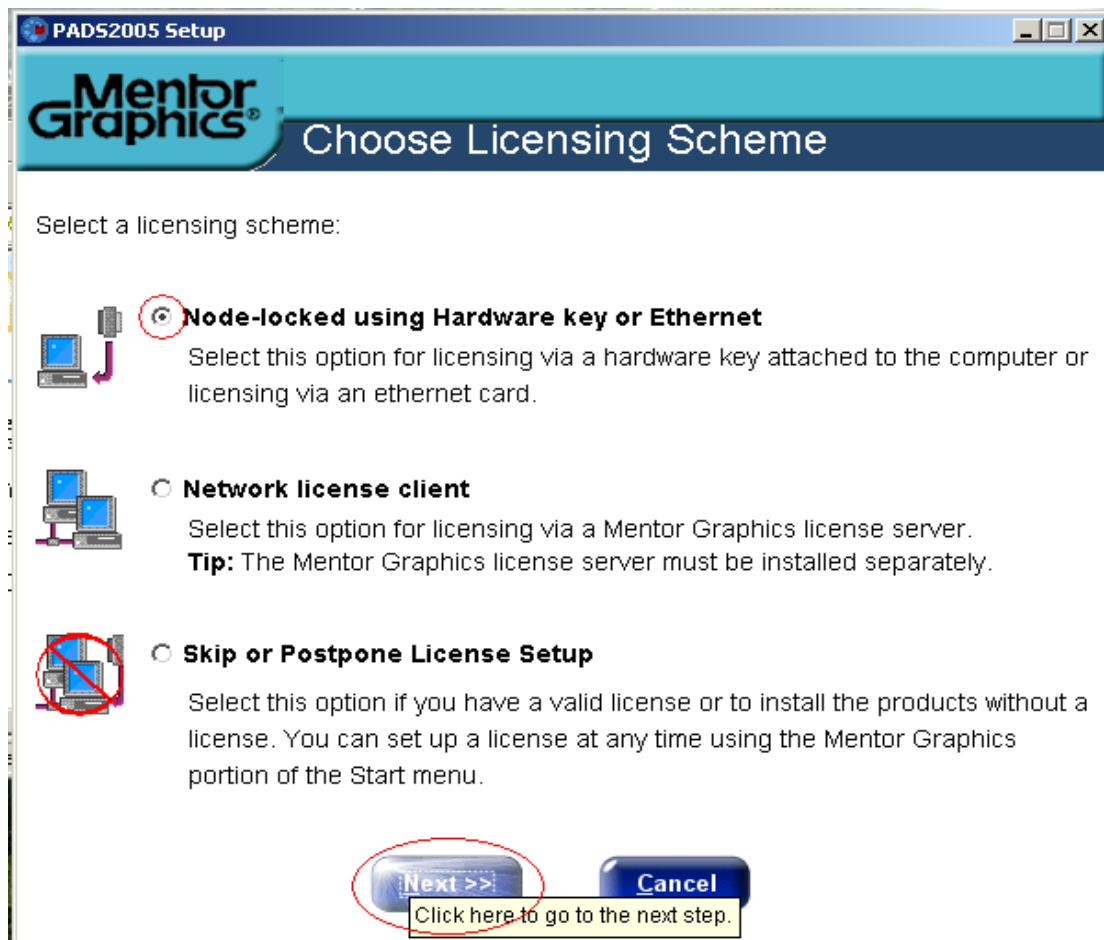 PADS2005 Setup
Mentor
Graphics®
Choose Licensing Scheme
Select a licensing scheme:
Node-locked using Hardware key or Ethernet
Select this option for licensing via a hardware key attached to the computer or
licensing via an ethernet card.
Network license client
Select this option for licensing via a Mentor Graphics license server.
Tip: The Mentor Graphics license server must be installed separately.
Skip or Postpone License Setup
Select this option if you have a valid license or to install the products without a
license. You can set up a license at any time using the Mentor Graphics
portion of the Start menu.
Next >> Cancel
Click here to go to the next step.